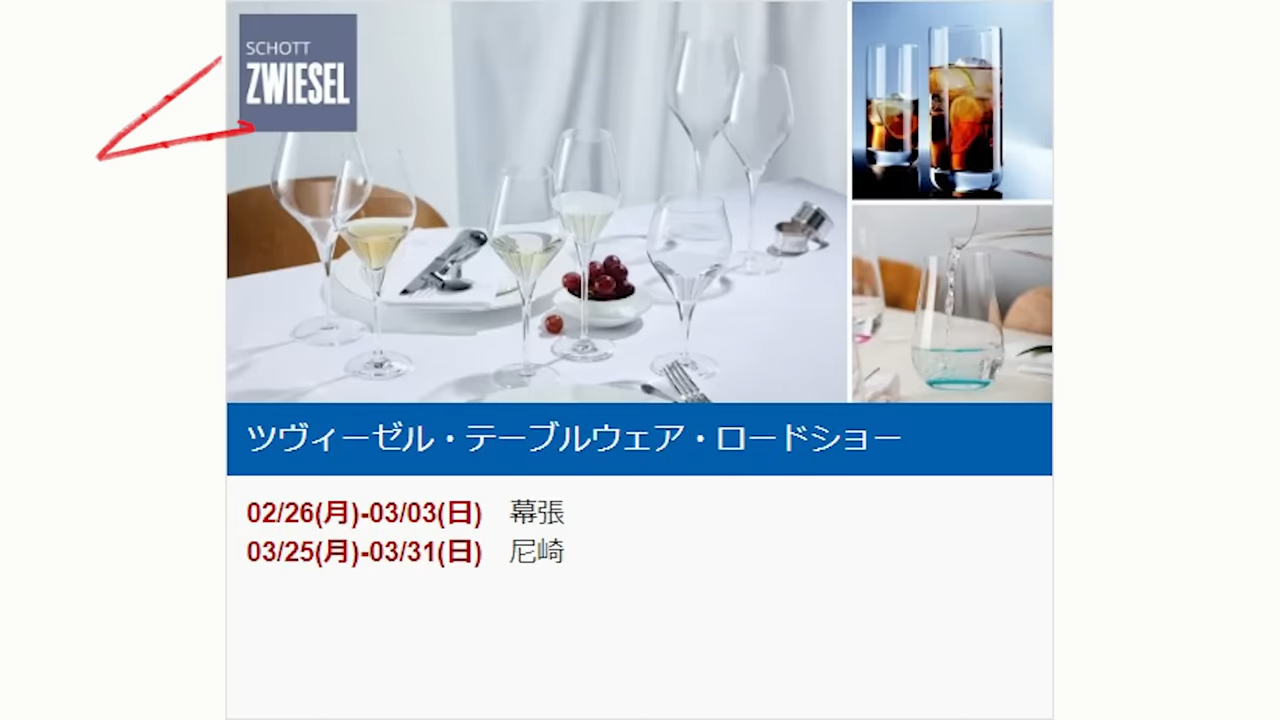 SCHOTT
ZWIESEL
ツヴィーゼル・テーブルウェア・ロードショー
02/26(月)-03/03(日) 幕張
03/25(月)-03/31(日) 尼崎